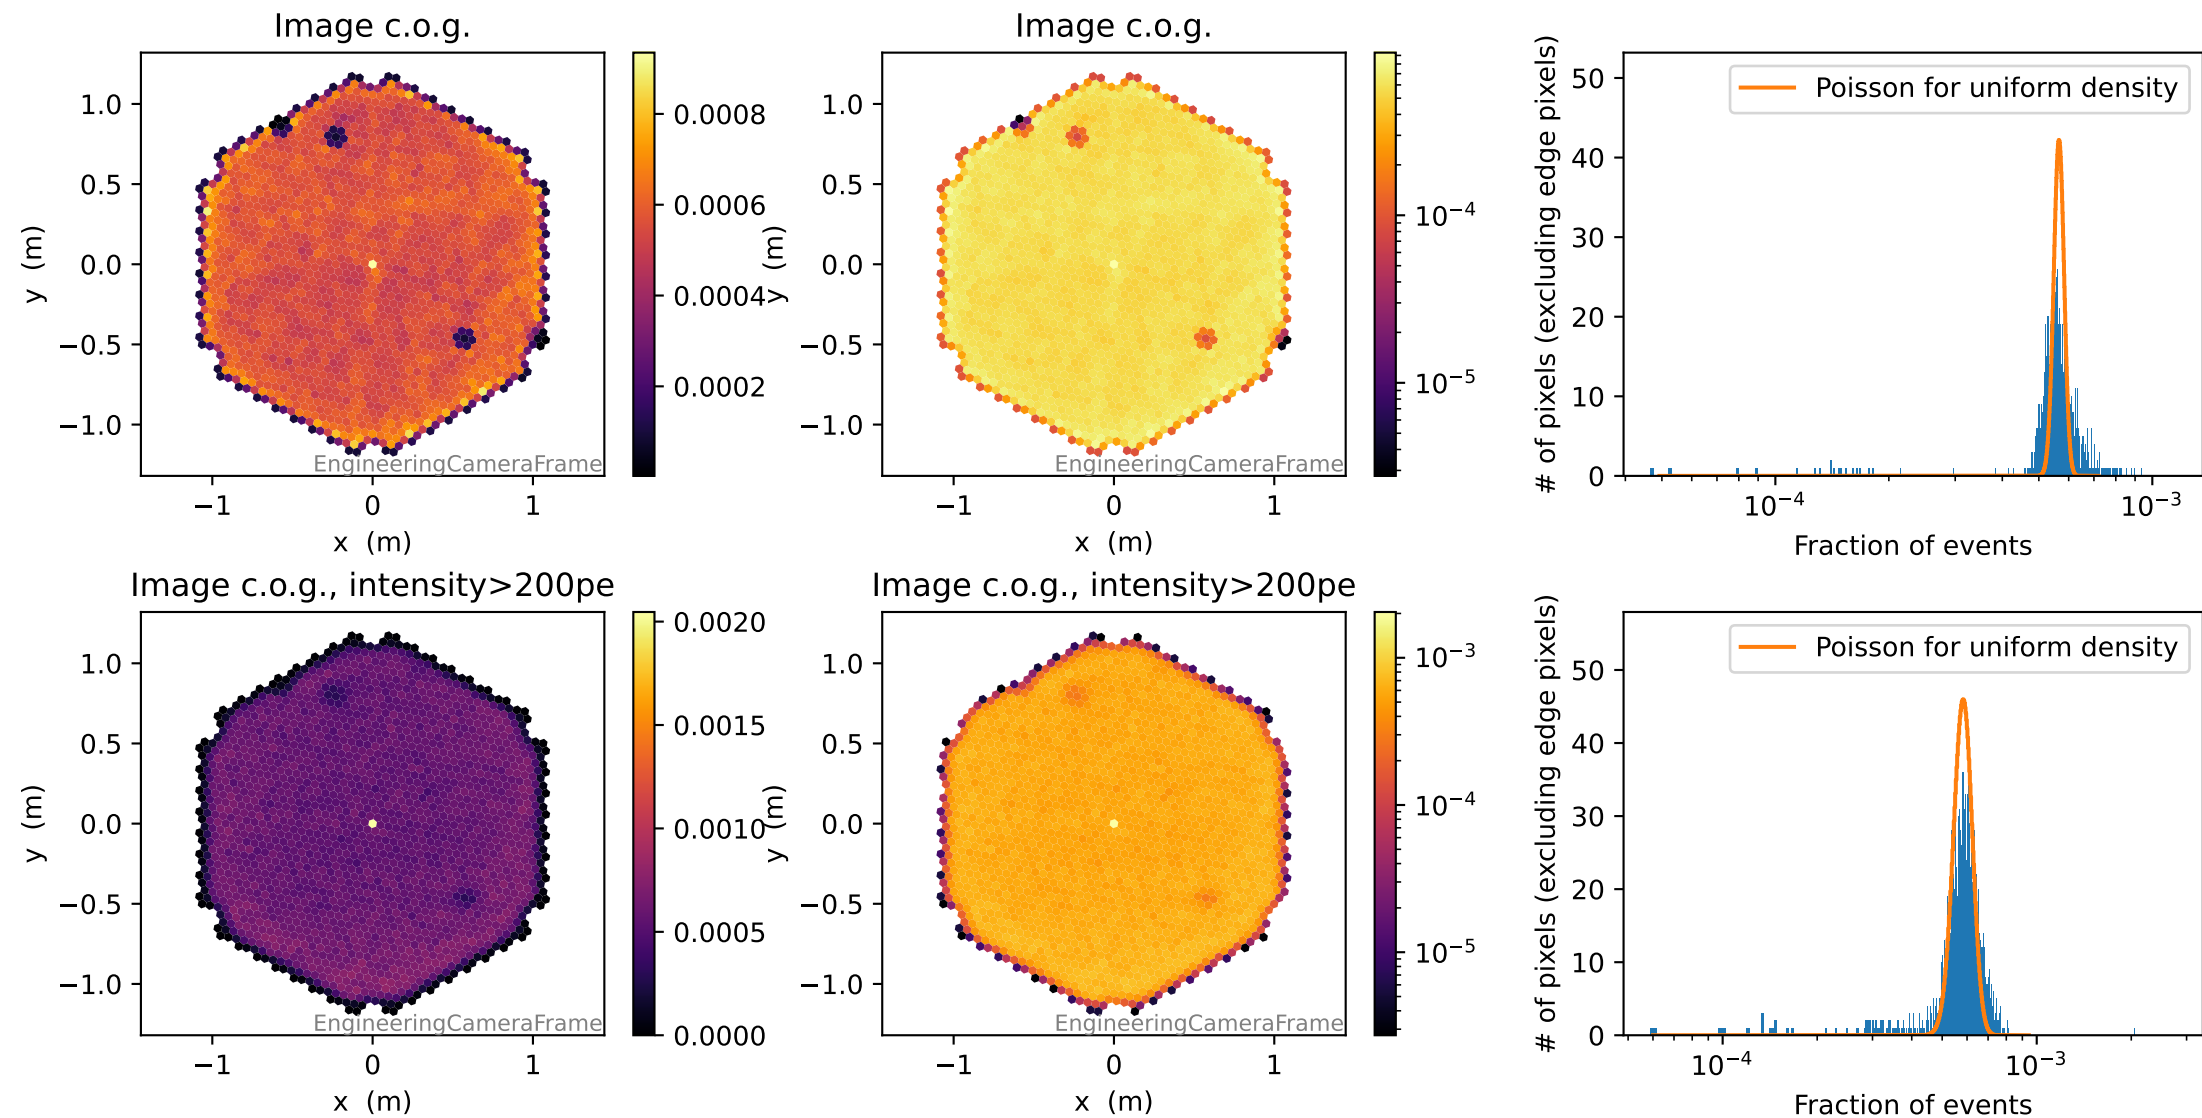 Image c.o.g.
y (m)
1.0
0.5
0.0
−0.5
−1.0
−1
0
1
x (m)
EngineeringCameraFrame
0.0008
0.0006
0.0004
0.0002
Image c.o.g.
y (m)
1.0
0.5
0.0
−0.5
−1.0
−1
0
1
x (m)
EngineeringCameraFrame
10⁻⁴
10⁻⁵
# of pixels (excluding edge pixels)
50
40
30
20
10
0
Poisson for uniform density
10⁻⁴
10⁻³
Fraction of events
Image c.o.g., intensity>200pe
y (m)
1.0
0.5
0.0
−0.5
−1.0
−1
0
1
x (m)
EngineeringCameraFrame
0.0020
0.0015
0.0010
0.0005
0.0000
Image c.o.g., intensity>200pe
y (m)
1.0
0.5
0.0
−0.5
−1.0
−1
0
1
x (m)
EngineeringCameraFrame
10⁻³
10⁻⁴
10⁻⁵
# of pixels (excluding edge pixels)
50
40
30
20
10
0
Poisson for uniform density
10⁻⁴
10⁻³
Fraction of events